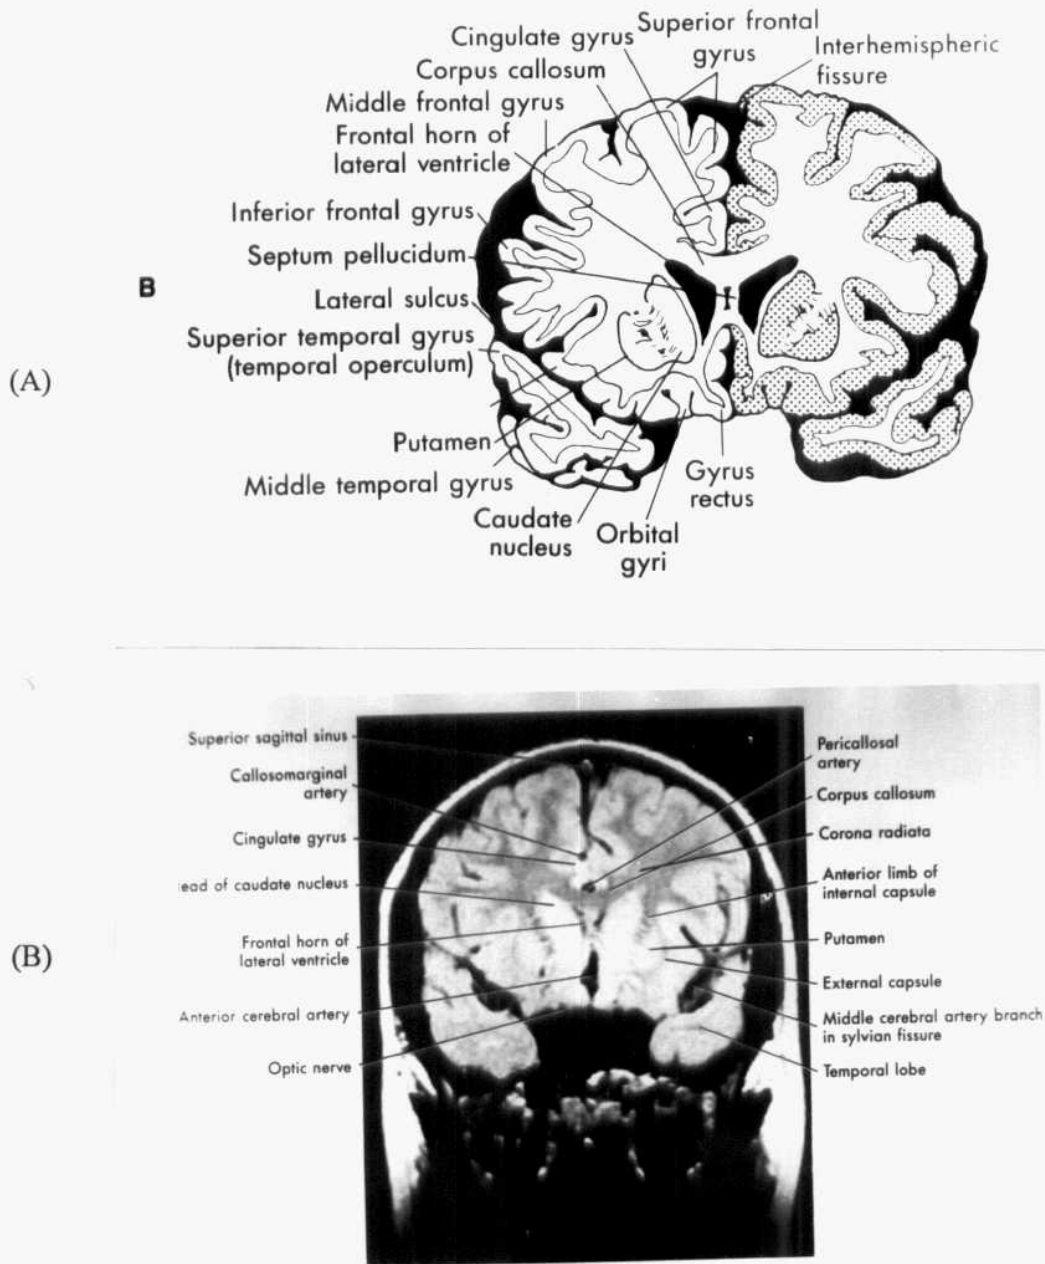 Cingulate gyrus
Superior frontal
gyrus
Interhemispheric
fissure
Corpus callosum
Middle frontal gyrus
Frontal horn of
lateral ventricle
Inferior frontal gyrus
Septum pellucidum
B
Lateral sulcus
Superior temporal gyrus
(temporal operculum)
(A)
Putamen
Middle temporal gyrus
Gyrus
rectus
Caudate
nucleus
Orbital
gyri
Superior sagittal sinus
Callosomarginal
artery
Cingulate gyrus
ead of caudate nucleus
Frontal horn of
lateral ventricle
Anterior cerebral artery
Optic nerve
(B)
Pericallosal
artery
Corpus callosum
Corona radiata
Anterior limb of
internal capsule
Putamen
External capsule
Middle cerebral artery branch
in sylvian fissure
Temporal lobe